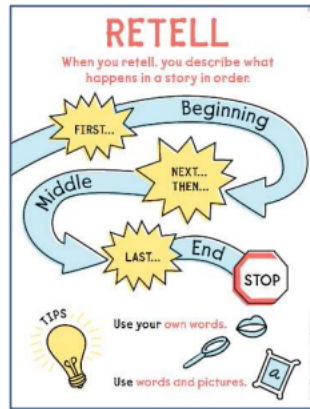 RETELL
When you retell, you describe what
happens in a story in order.
Beginning
FIRST...
NEXT...
THEN...
Middle
LAST...
End
STOP
TIPS
Use your own words.
Use words and pictures.
a